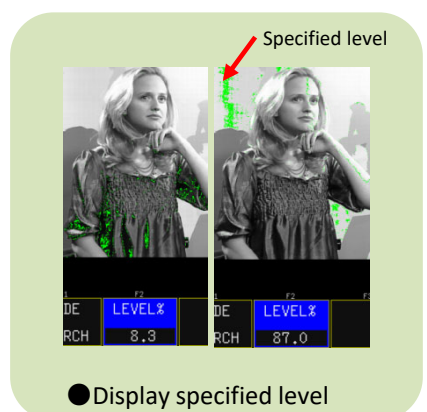 Specified level
1 F2
DE LEVEL%
RCH 8.3
F2 F3
DE LEVEL%
RCH 87.0
●Display specified level